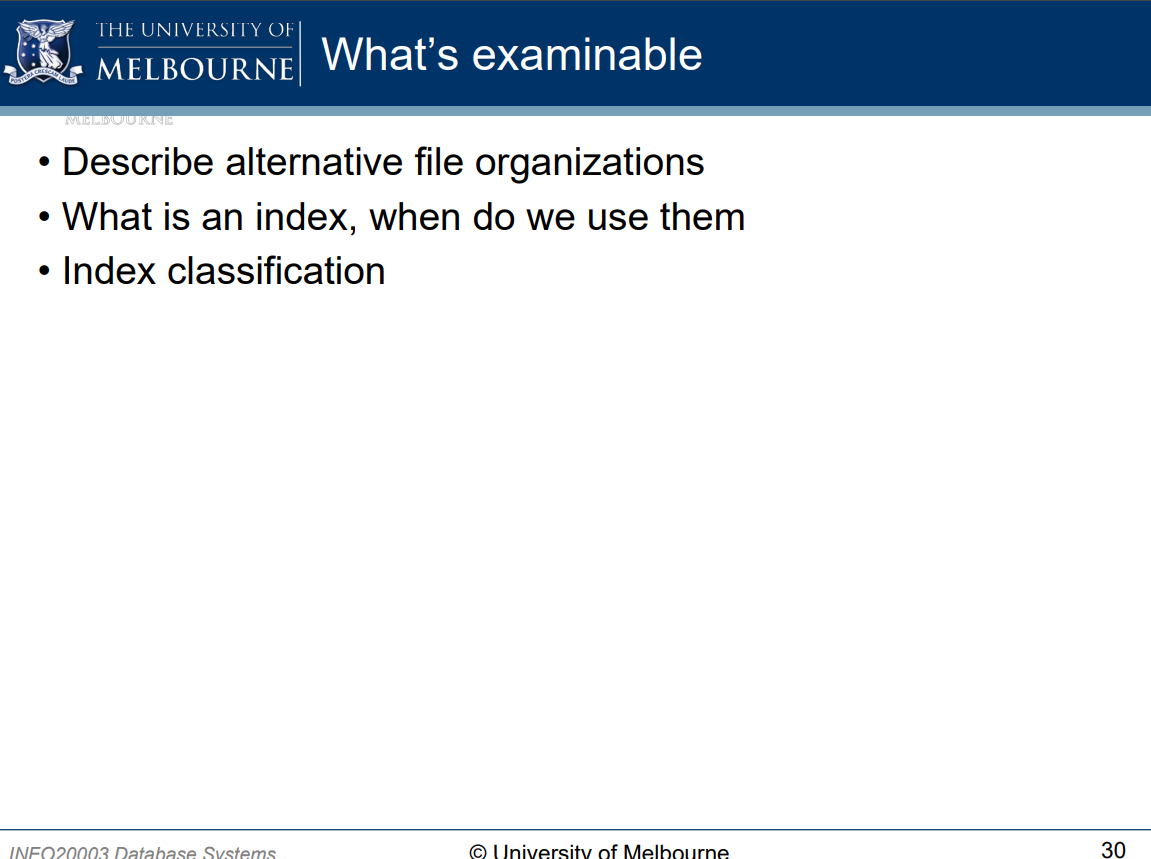 THE UNIVERSITY OF
MELBOURNE
What’s examinable
MELBOURNE
• Describe alternative file organizations
• What is an index, when do we use them
• Index classification
INFO20003 Database Systems
© University of Melbourne
30